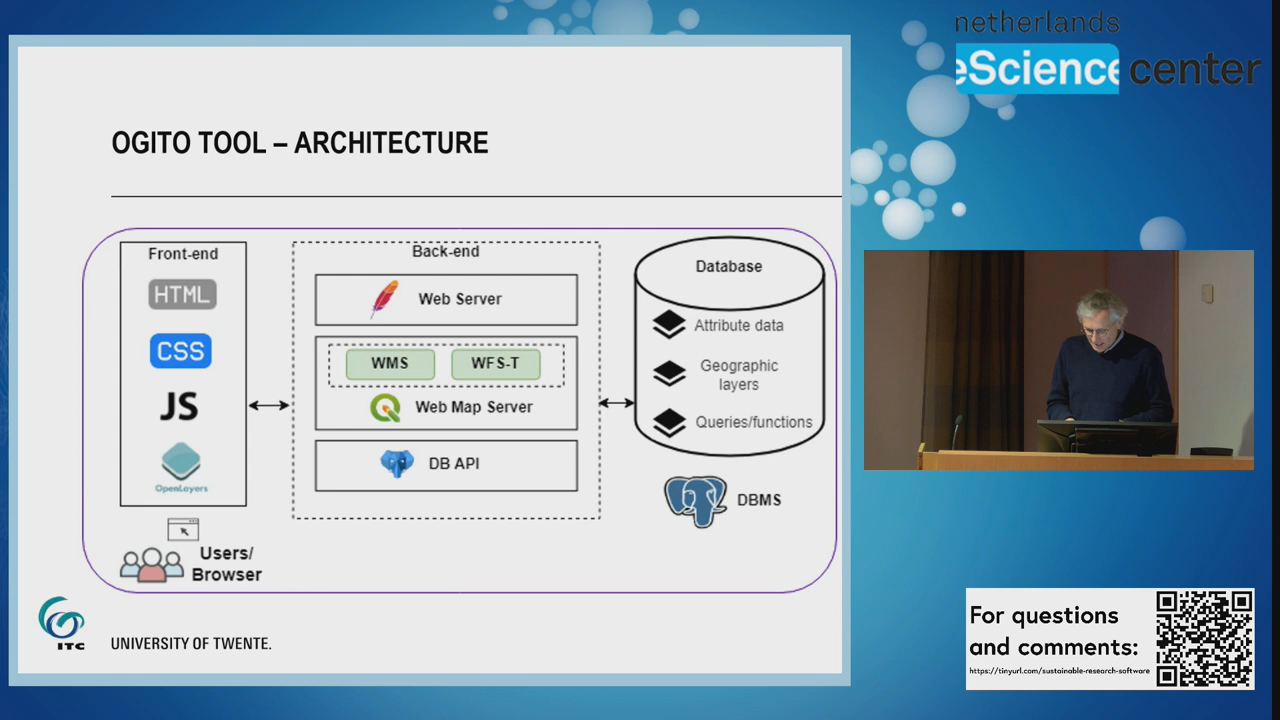 netherlands
eScience center
OGITO TOOL – ARCHITECTURE
Front-end
HTML
CSS
JS
OpenLayers
Users/
Browser
Back-end
Web Server
WMS
WFS-T
Web Map Server
DB API
Database
Attribute data
Geographic
layers
Queries/functions
DBMS
ITC
UNIVERSITY OF TWENTE.
For questions
and comments:
https://tinyurl.com/sustainable-research-software